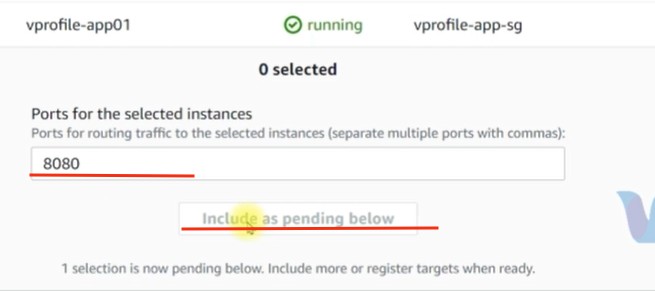 vprofile-app01 running vprofile-app-sg
0 selected
Ports for the selected instances
Ports for routing traffic to the selected instances (separate multiple ports with commas):
8080
Include as pending below
1 selection is now pending below. Include more or register targets when ready.